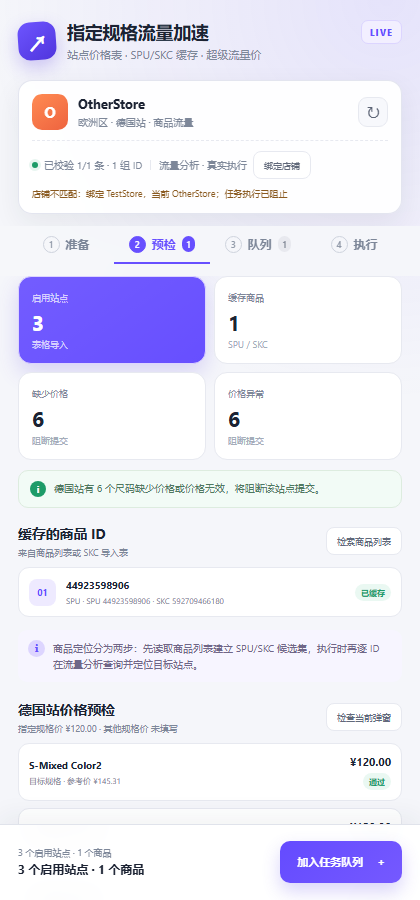 指定规格流量加速
LIVE
站点价格表 · SPU/SKC 缓存 · 超级流量价
O
OtherStore
欧洲区 · 德国站 · 商品流量
已校验 1/1 条 · 1 组 ID
流量分析 · 真实执行
绑定店铺
店铺不匹配：绑定 TestStore，当前 OtherStore；任务执行已阻止
1 准备
2 预检 1
3 队列 1
4 执行
启用站点
3
表格导入
缓存商品
1
SPU / SKC
缺少价格
6
阻断提交
价格异常
6
阻断提交
德国站有 6 个尺码缺少价格或价格无效，将阻断该站点提交。
缓存的商品 ID
来自商品列表或 SKC 导入表
检索商品列表
01
44923598906
SPU · SPU 44923598906 · SKC 592709466180
已缓存
商品定位分为两步：先读取商品列表建立 SPU/SKC 候选集，执行时再逐 ID
在流量分析查询并定位目标站点。
德国站价格预检
指定规格价 ¥120.00 · 其他规格价 未填写
检查当前弹窗
S-Mixed Color2
目标规格 · 参考价 ¥145.31
¥120.00
通过
3 个启用站点 · 1 个商品
3 个启用站点 · 1 个商品
加入任务队列 +